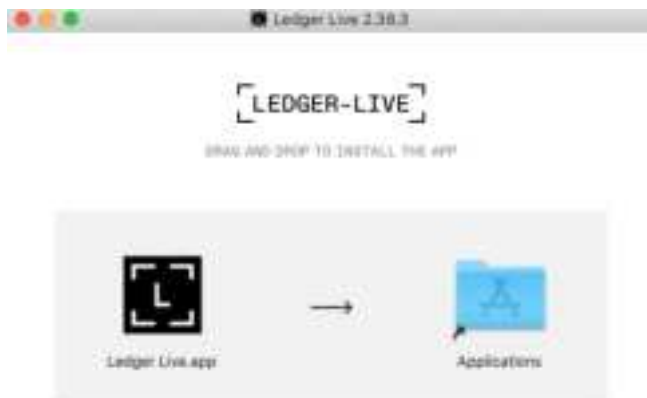 Ledger Live 2.38.3
LEDGER-LIVE
DRAG AND DROP TO INSTALL THE APP
L
Ledger Live.app
Applications